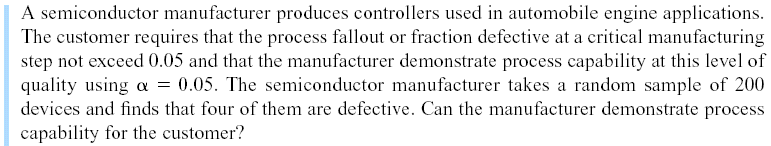 A semiconductor manufacturer produces controllers used in automobile engine applications.
The customer requires that the process fallout or fraction defective at a critical manufacturing
step not exceed 0.05 and that the manufacturer demonstrate process capability at this level of
quality using α = 0.05. The semiconductor manufacturer takes a random sample of 200
devices and finds that four of them are defective. Can the manufacturer demonstrate process
capability for the customer?